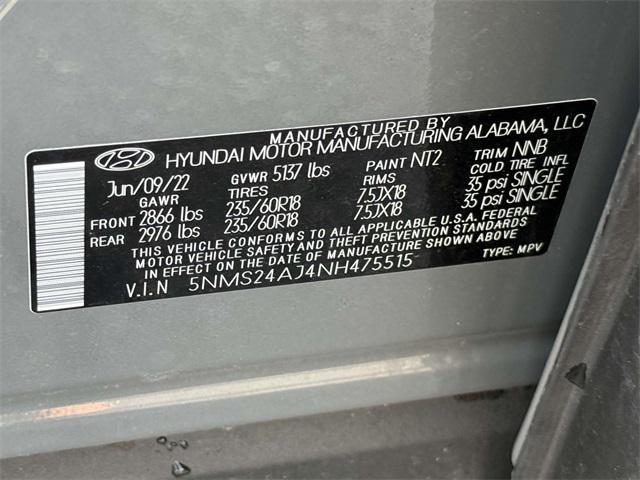 MANUFACTURED BY
HYUNDAI MOTOR MANUFACTURING ALABAMA, LLC
Jun/09/22 GVWR 5137 lbs PAINT NT2 TRIM NNB
GAWR TIRES RIMS COLD TIRE INFL
FRONT 2866 lbs 235/60R18 7.5JX18 35 psi SINGLE
REAR 2976 lbs 235/60R18 7.5JX18 35 psi SINGLE
THIS VEHICLE CONFORMS TO ALL APPLICABLE U.S.A. FEDERAL
MOTOR VEHICLE SAFETY AND THEFT PREVENTION STANDARDS
IN EFFECT ON THE DATE OF MANUFACTURE SHOWN ABOVE
V.I.N 5NMS24AJ4NH475515 TYPE: MPV